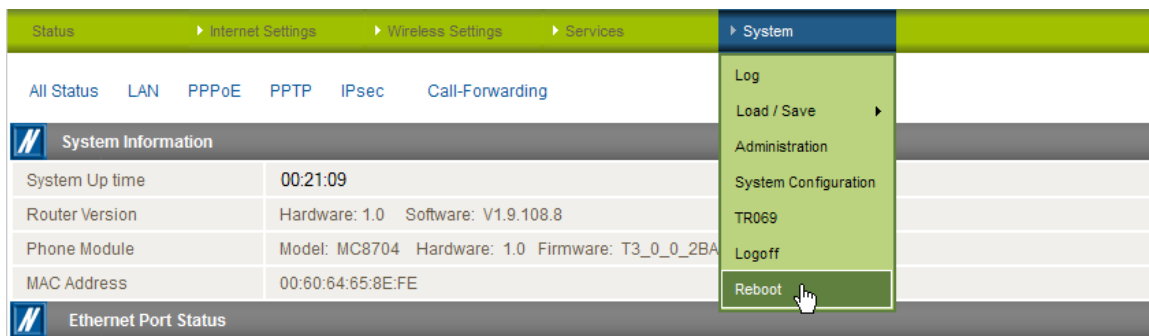 Status Internet Settings Wireless Settings Services System
All Status LAN PPPoE PPTP IPsec Call-Forwarding
Log
Load / Save
Administration
System Configuration
TR069
Logoff
Reboot
System Information
System Up time 00:21:09
Router Version Hardware: 1.0 Software: V1.9.108.8
Phone Module Model: MC8704 Hardware: 1.0 Firmware: T3_0_0_2BA
MAC Address 00:60:64:65:8E:FE
Ethernet Port Status